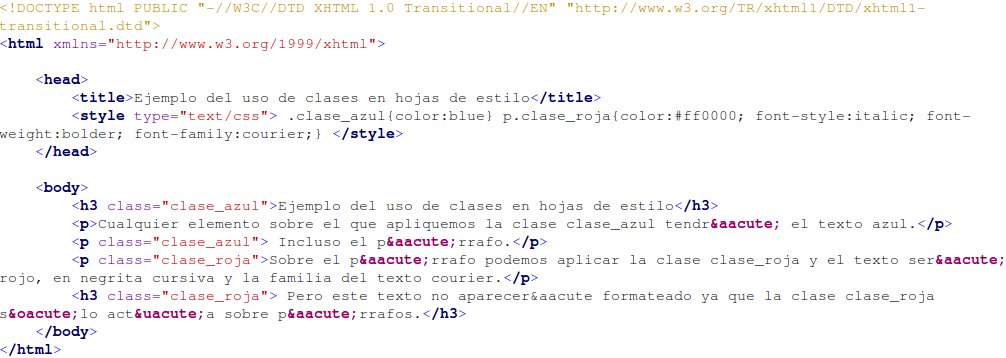 <!DOCTYPE html PUBLIC "-//W3C//DTD XHTML 1.0 Transitional//EN" "http://www.w3.org/TR/xhtml1/DTD/xhtml1-
transitional.dtd">
<html xmlns="http://www.w3.org/1999/xhtml">
<head>
<title>Ejemplo del uso de clases en hojas de estilo</title>
<style type="text/css"> .clase_azul{color:blue} p.clase_roja{color:#ff0000; font-style:italic; font-
weight:bolder; font-family:courier;} </style>
</head>
<body>
<h3 class="clase_azul">Ejemplo del uso de clases en hojas de estilo</h3>
<p>Cualquier elemento sobre el que apliquemos la clase clase_azul tendr&aacute; el texto azul.</p>
<p class="clase_azul"> Incluso el p&aacute;rrafo.</p>
<p class="clase_roja">Sobre el p&aacute;rrafo podemos aplicar la clase clase_roja y el texto ser&aacute;
rojo, en negrita cursiva y la familia del texto courier.</p>
<h3 class="clase_roja"> Pero este texto no aparecer&aacute formateado ya que la clase clase_roja
s&oacute;lo act&uacute;a sobre p&aacute;rrafos.</h3>
</body>
</html>